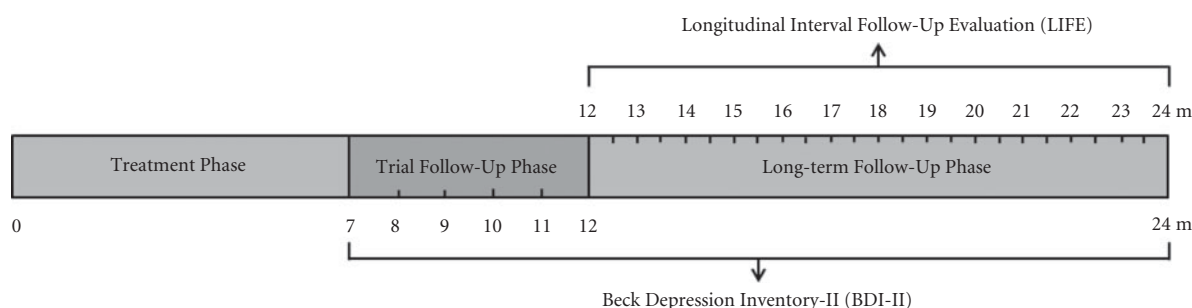 Longitudinal Interval Follow-Up Evaluation (LIFE)
12 13 14 15 16 17 18 19 20 21 22 23 24 m
Treatment Phase Trial Follow-Up Phase Long-term Follow-Up Phase
0 7 8 9 10 11 12 24 m
Beck Depression Inventory-II (BDI-II)